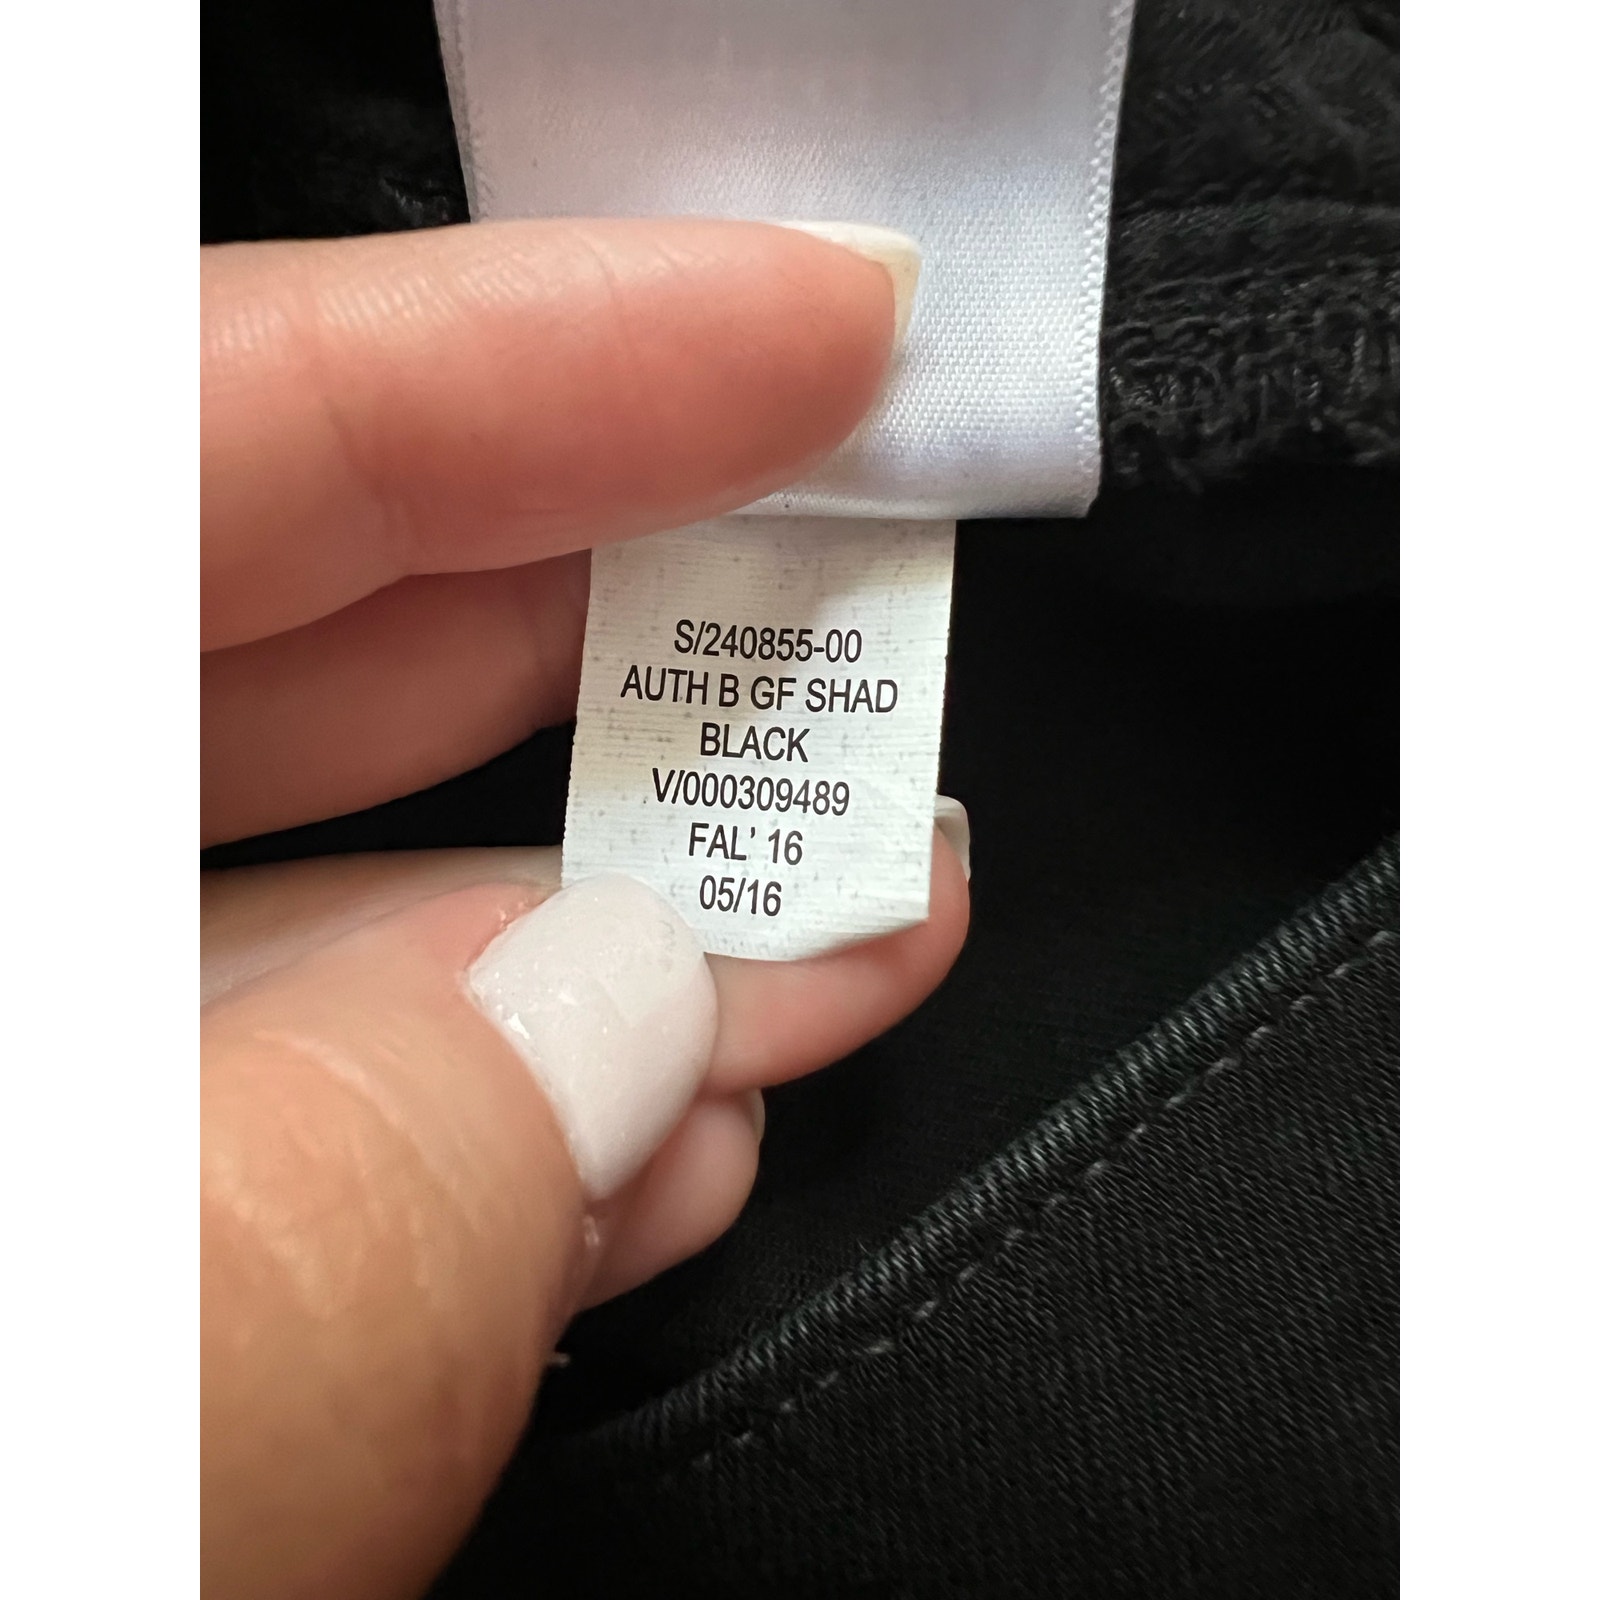 S/240855-00
AUTH B GF SHAD
BLACK
V/000309489
FAL' 16
05/16